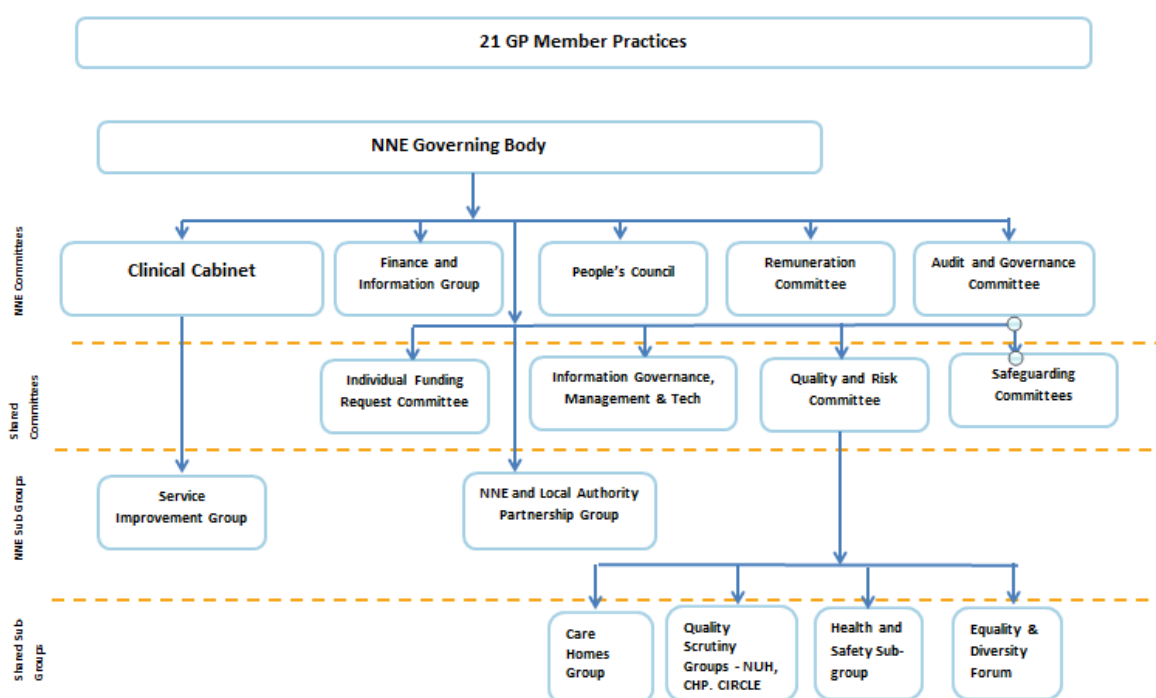 21 GP Member Practices
NNE Governing Body
NNE Committees
Clinical Cabinet
Finance and
Information Group
People's Council
Remuneration
Committee
Audit and Governance
Committee
Shared
Committees
Individual Funding
Request Committee
Information Governance,
Management & Tech
Quality and Risk
Committee
Safeguarding
Committees
NNE Sub Groups
Service
Improvement Group
NNE and Local Authority
Partnership Group
Shared Sub-
Groups
Care
Homes
Group
Quality
Scrutiny
Groups - NUH,
CHP. CIRCLE
Health and
Safety Sub-
group
Equality &
Diversity
Forum